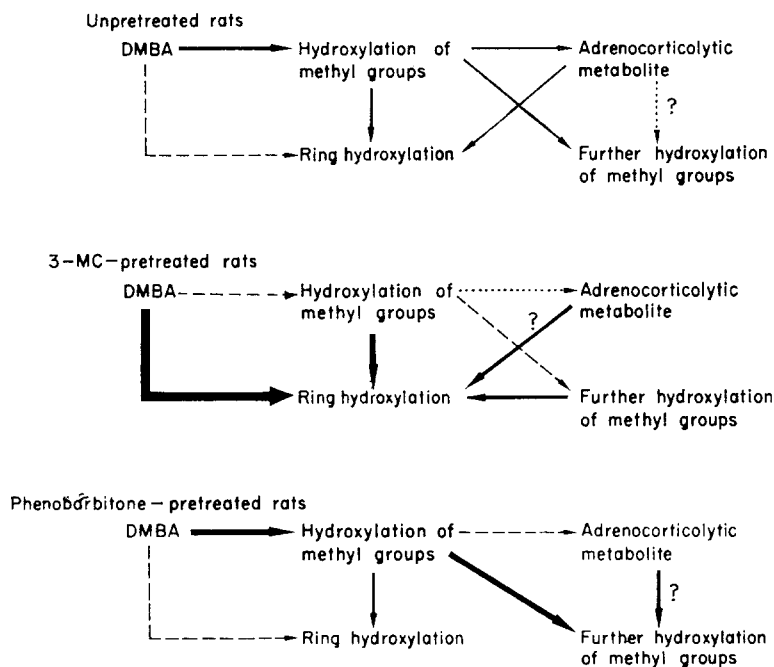 Unpretreated rats
DMBA Hydroxylation of methyl groups Adrenocorticolytic metabolite
?
Ring hydroxylation Further hydroxylation of methyl groups
3-MC-pretreated rats
DMBA Hydroxylation of methyl groups Adrenocorticolytic metabolite
?
Ring hydroxylation Further hydroxylation of methyl groups
Phenobarbitone-pretreated rats
DMBA Hydroxylation of methyl groups Adrenocorticolytic metabolite
?
Ring hydroxylation Further hydroxylation of methyl groups